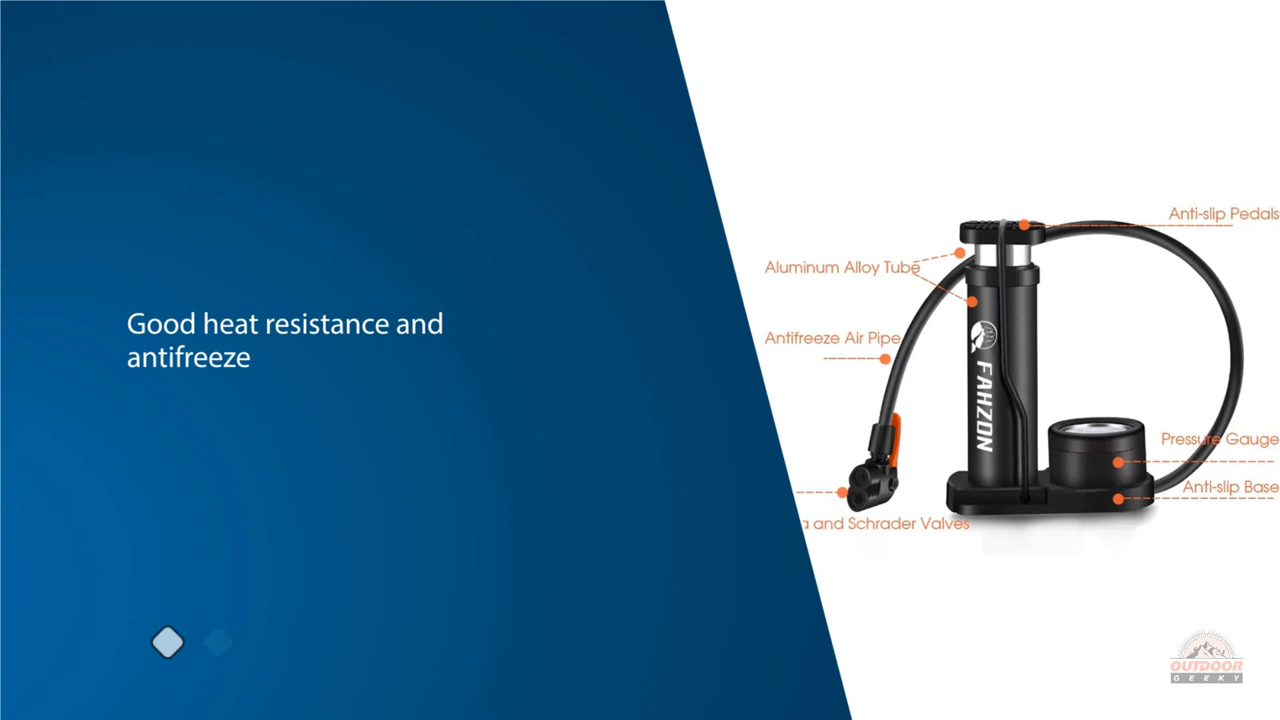 Good heat resistance and
antifreeze
Anti-slip Pedals
Aluminum Alloy Tube
Antifreeze Air Pipe
FAHZON
Pressure Gauge
Anti-slip Base
and Schrader Valves
OUTDOOR
GEEKY